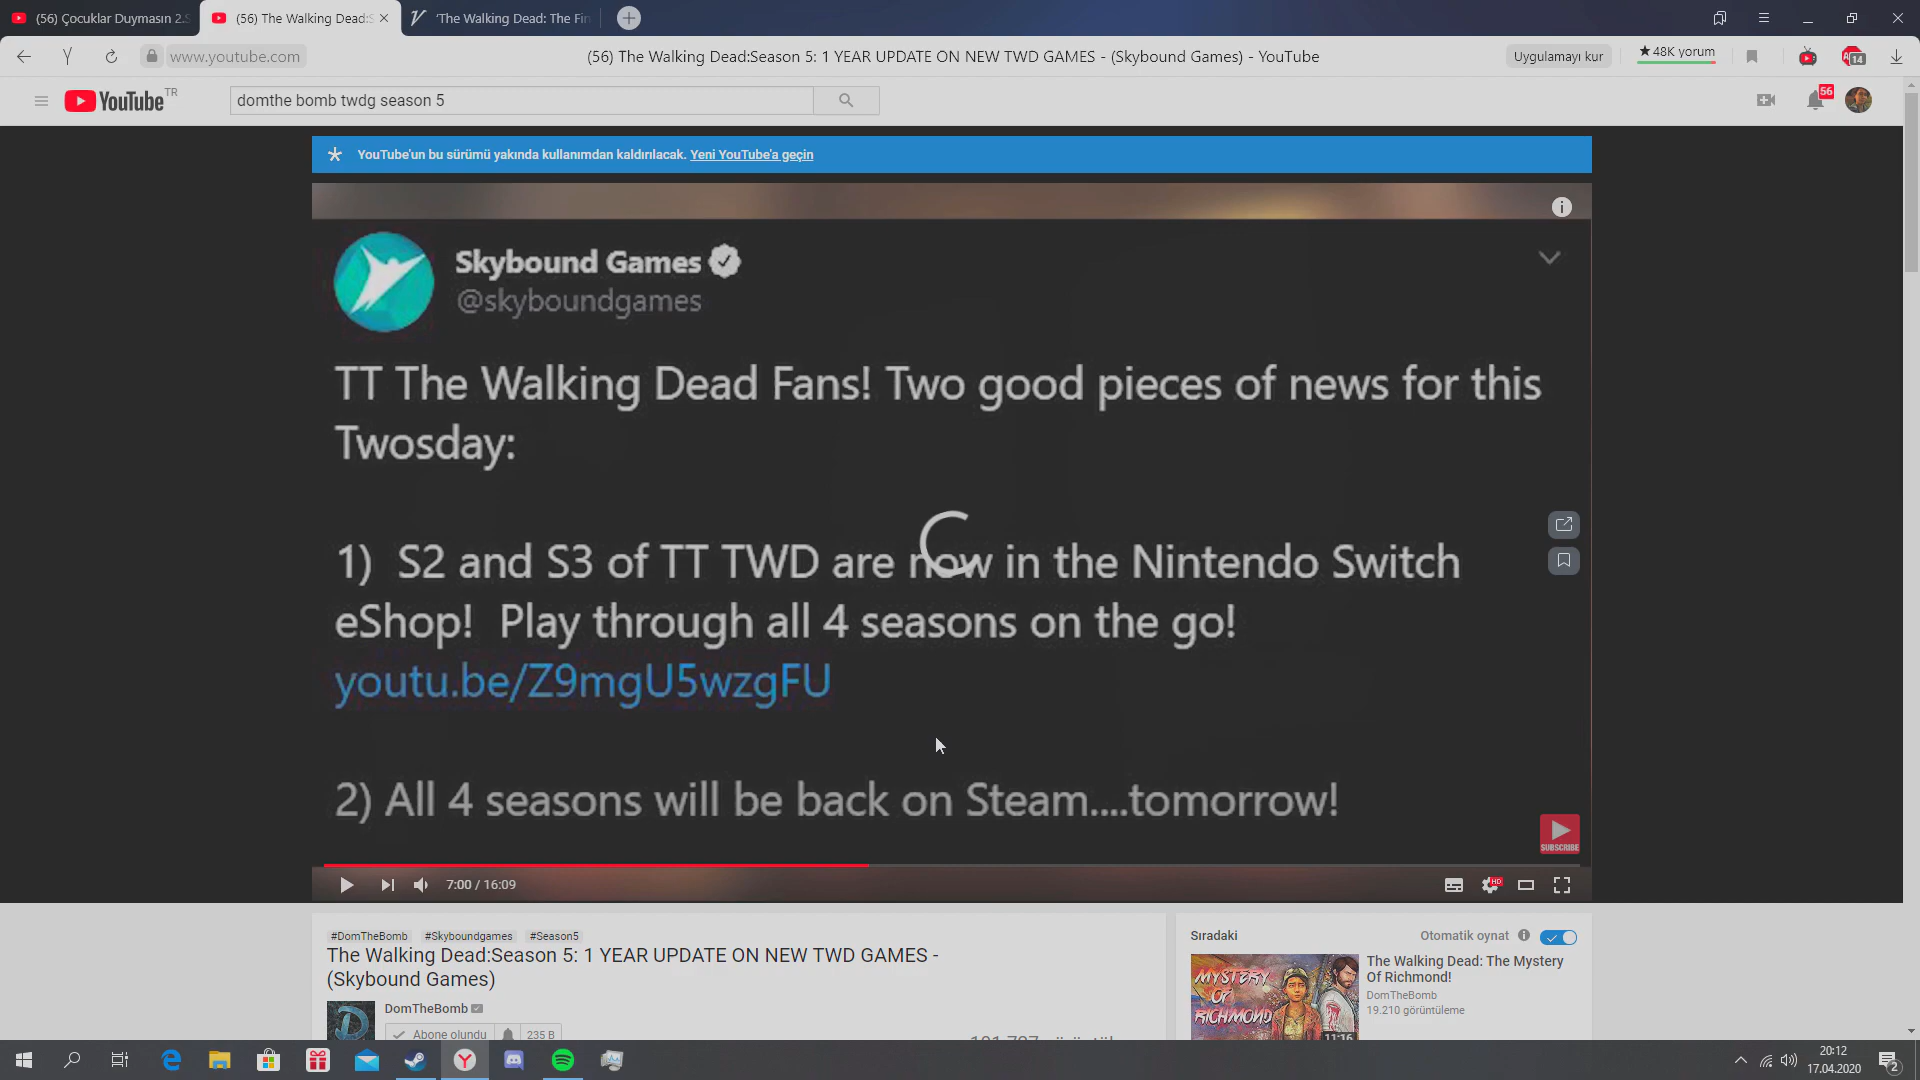 (56) Çocuklar Duymasın 2.S
(56) The Walking Dead:S
'The Walking Dead: The Fin
www.youtube.com
(56) The Walking Dead:Season 5: 1 YEAR UPDATE ON NEW TWD GAMES - (Skybound Games) - YouTube
Uygulamayı kur
★ 48K yorum
14
YouTube TR
domthe bomb twdg season 5
56
YouTube'un bu sürümü yakında kullanımdan kaldırılacak. Yeni YouTube'a geçin
Skybound Games
@skyboundgames
TT The Walking Dead Fans! Two good pieces of news for this
Twosday:
1) S2 and S3 of TT TWD are now in the Nintendo Switch
eShop! Play through all 4 seasons on the go!
youtu.be/Z9mgU5wzgFU
2) All 4 seasons will be back on Steam....tomorrow!
SUBSCRIBE
7:00 / 16:09
HD
#DomTheBomb #Skyboundgames #Season5
The Walking Dead:Season 5: 1 YEAR UPDATE ON NEW TWD GAMES -
(Skybound Games)
DomTheBomb
Abone olundu
235 B
Sıradaki
Otomatik oynat
MYSTERY
OF
RICHMOND
11:16
The Walking Dead: The Mystery
Of Richmond!
DomTheBomb
19.210 görüntüleme
20:12
17.04.2020
2